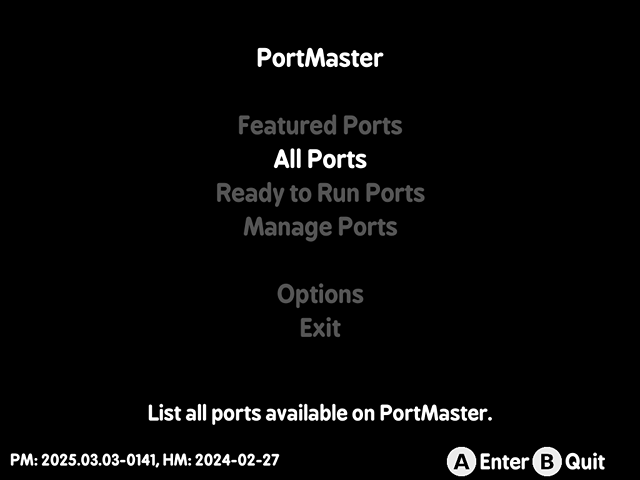 PortMaster
Featured Ports
All Ports
Ready to Run Ports
Manage Ports
Options
Exit
List all ports available on PortMaster.
PM: 2025.03.03-0141, HM: 2024-02-27
A Enter B Quit